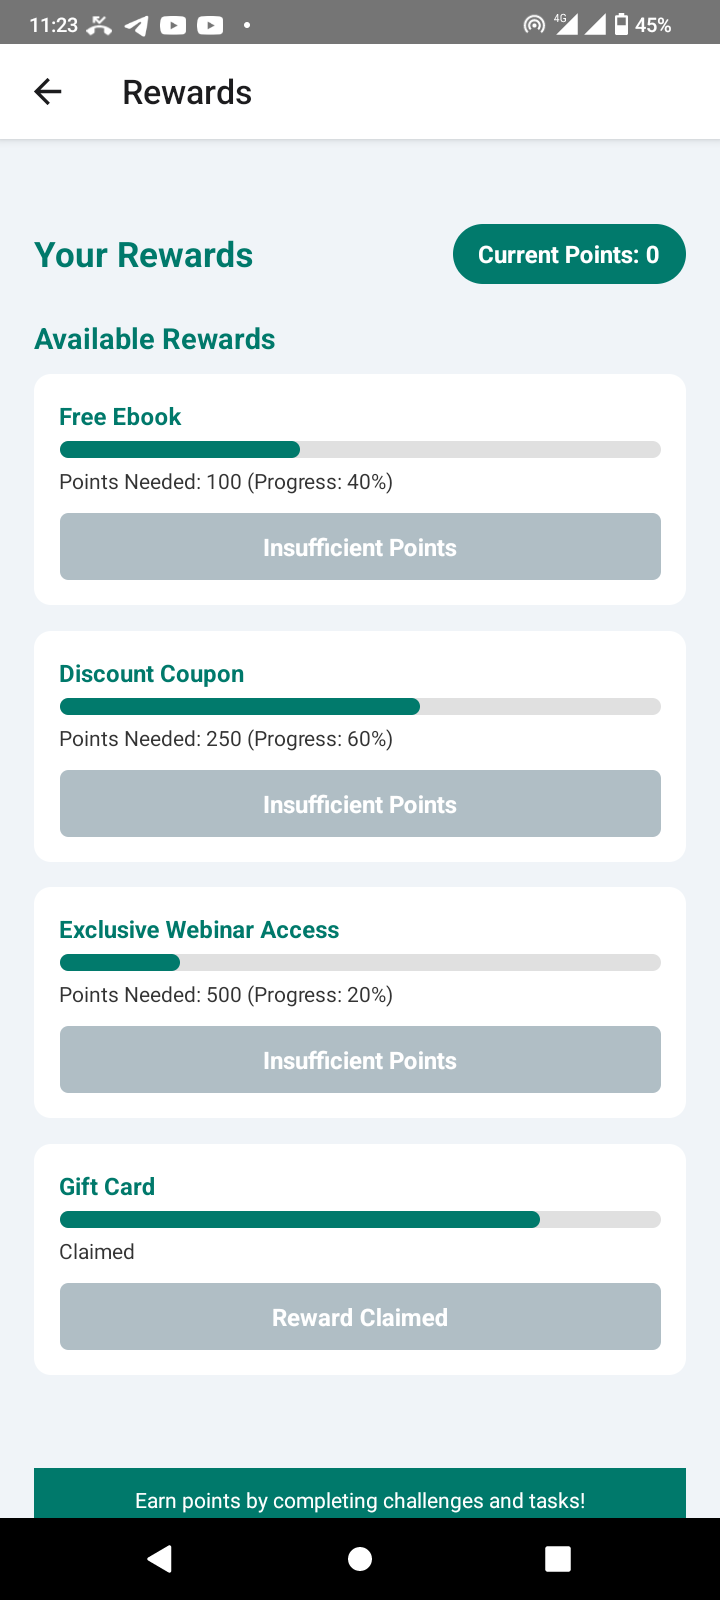 11:23
4G
45%
Rewards
Your Rewards
Current Points: 0
Available Rewards
Free Ebook
Points Needed: 100 (Progress: 40%)
Insufficient Points
Discount Coupon
Points Needed: 250 (Progress: 60%)
Insufficient Points
Exclusive Webinar Access
Points Needed: 500 (Progress: 20%)
Insufficient Points
Gift Card
Claimed
Reward Claimed
Earn points by completing challenges and tasks!